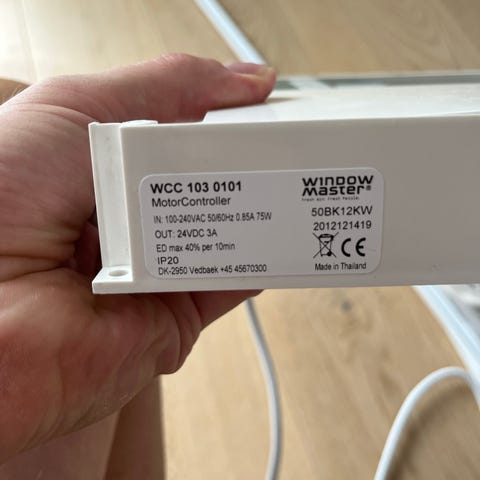 WCC 103 0101
MotorController
IN: 100-240VAC 50/60Hz 0.85A 75W
OUT: 24VDC 3A
ED max 40% per 10min
IP20
DK-2950 Vedbaek +45 45670300
WINDOW
MASTER®
Fresh Air. Fresh People.
50BK12KW
2012121419
CE
Made in Thailand